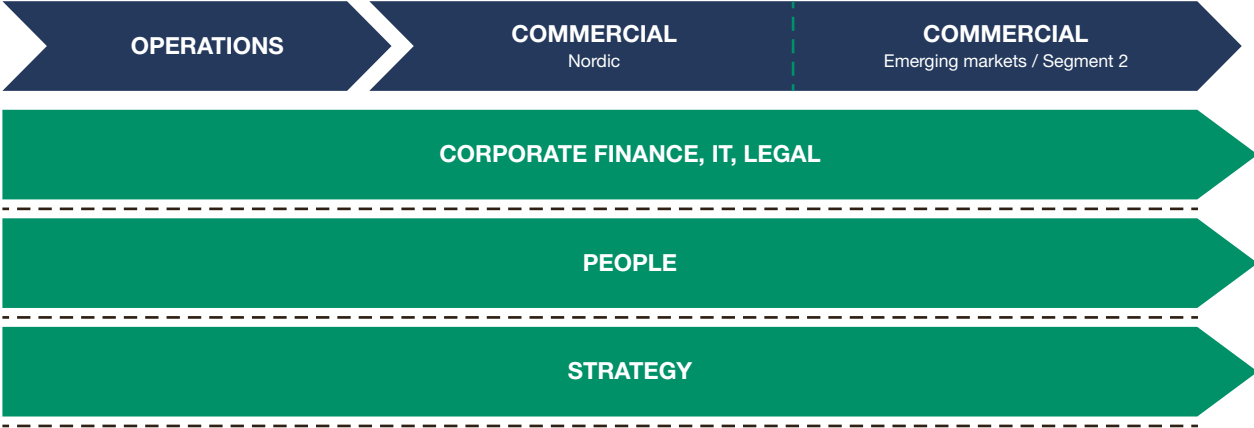 OPERATIONS
COMMERCIAL
Nordic
COMMERCIAL
Emerging markets / Segment 2
CORPORATE FINANCE, IT, LEGAL
PEOPLE
STRATEGY